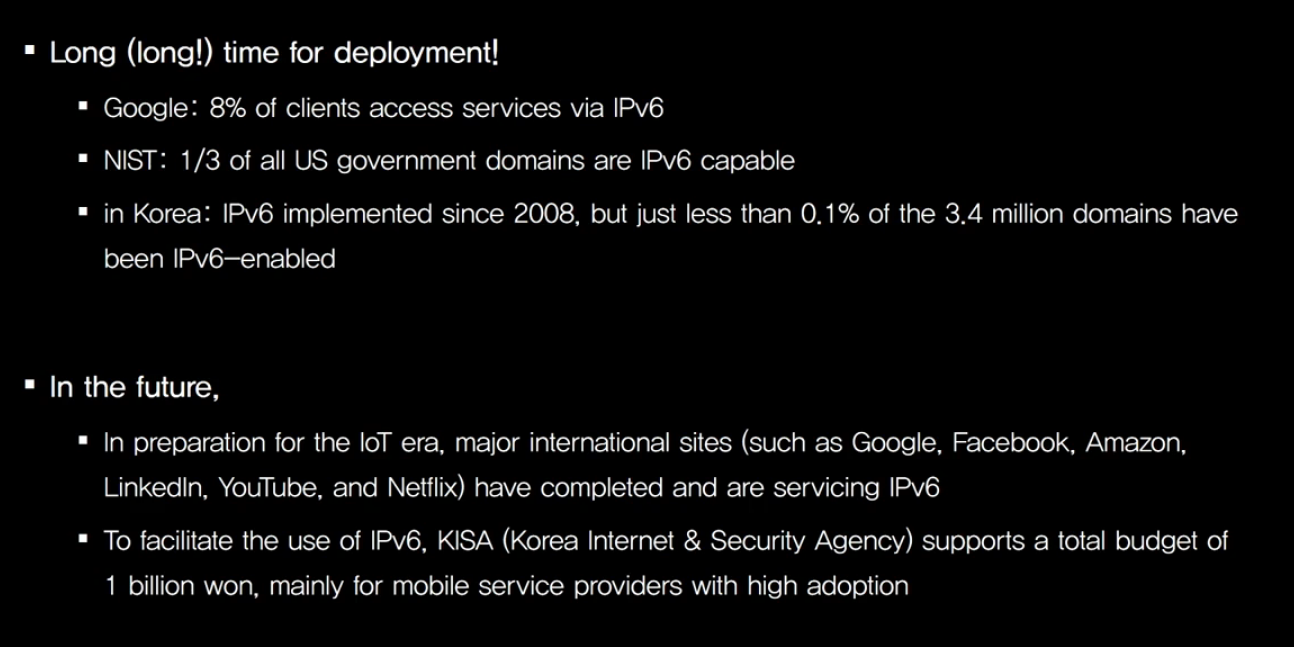 ▪ Long (long!) time for deployment!
▪ Google: 8% of clients access services via IPv6
▪ NIST: 1/3 of all US government domains are IPv6 capable
▪ in Korea: IPv6 implemented since 2008, but just less than 0.1% of the 3.4 million domains have
been IPv6-enabled
▪ In the future,
▪ In preparation for the IoT era, major international sites (such as Google, Facebook, Amazon,
LinkedIn, YouTube, and Netflix) have completed and are servicing IPv6
▪ To facilitate the use of IPv6, KISA (Korea Internet & Security Agency) supports a total budget of
1 billion won, mainly for mobile service providers with high adoption